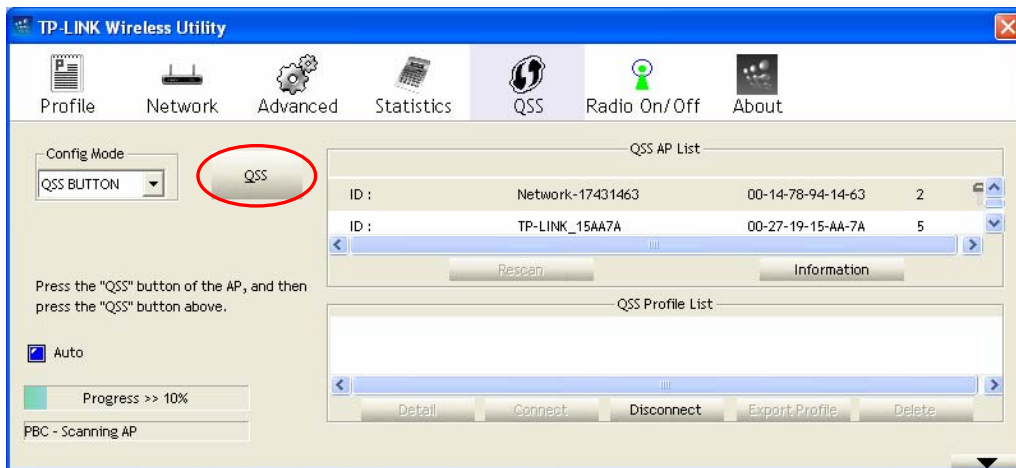 TP-LINK Wireless Utility
Profile Network Advanced Statistics QSS Radio On/Off About
Config Mode
QSS BUTTON
QSS
QSS AP List
ID : Network-17431463 00-14-78-94-14-63 2
ID : TP-LINK_15AA7A 00-27-19-15-AA-7A 5
Rescan Information
Press the "QSS" button of the AP, and then
press the "QSS" button above.
QSS Profile List
Auto
Progress >> 10%
Detail Connect Disconnect Export Profile Delete
PBC - Scanning AP